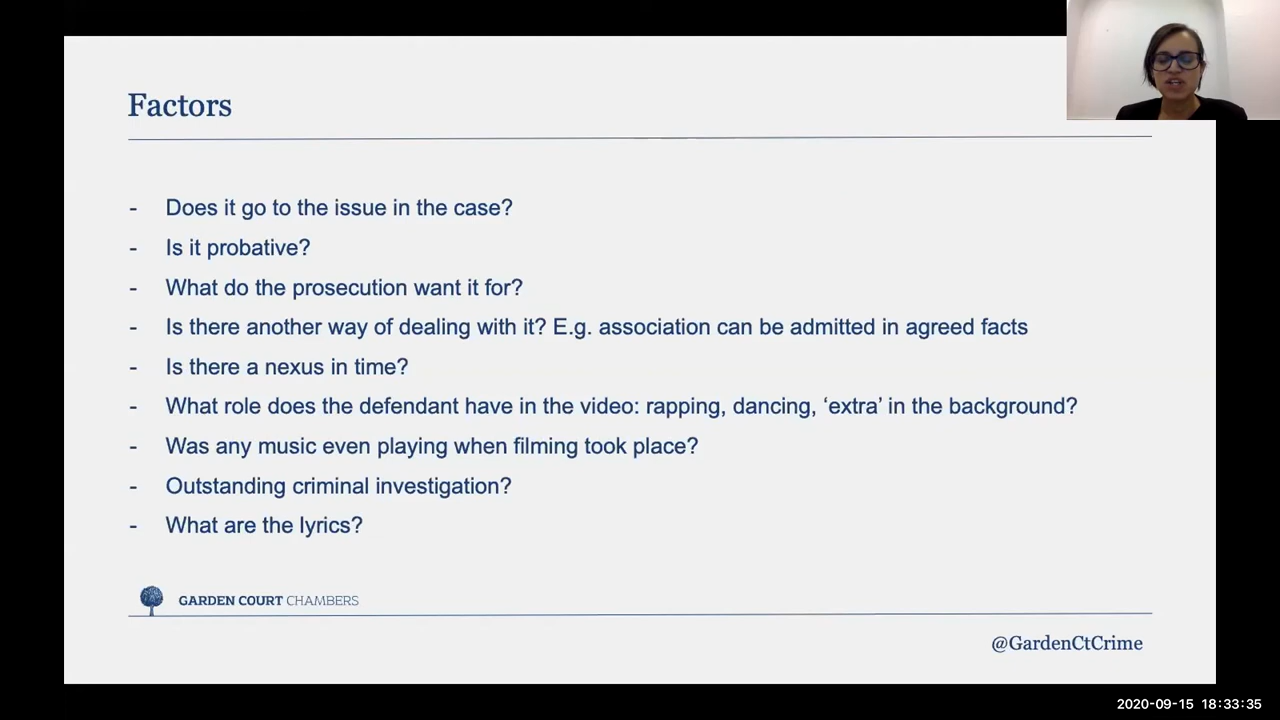 Factors
- Does it go to the issue in the case?
- Is it probative?
- What do the prosecution want it for?
- Is there another way of dealing with it? E.g. association can be admitted in agreed facts
- Is there a nexus in time?
- What role does the defendant have in the video: rapping, dancing, ‘extra’ in the background?
- Was any music even playing when filming took place?
- Outstanding criminal investigation?
- What are the lyrics?
GARDEN COURT CHAMBERS
@GardenCtCrime
2020-09-15 18:33:35